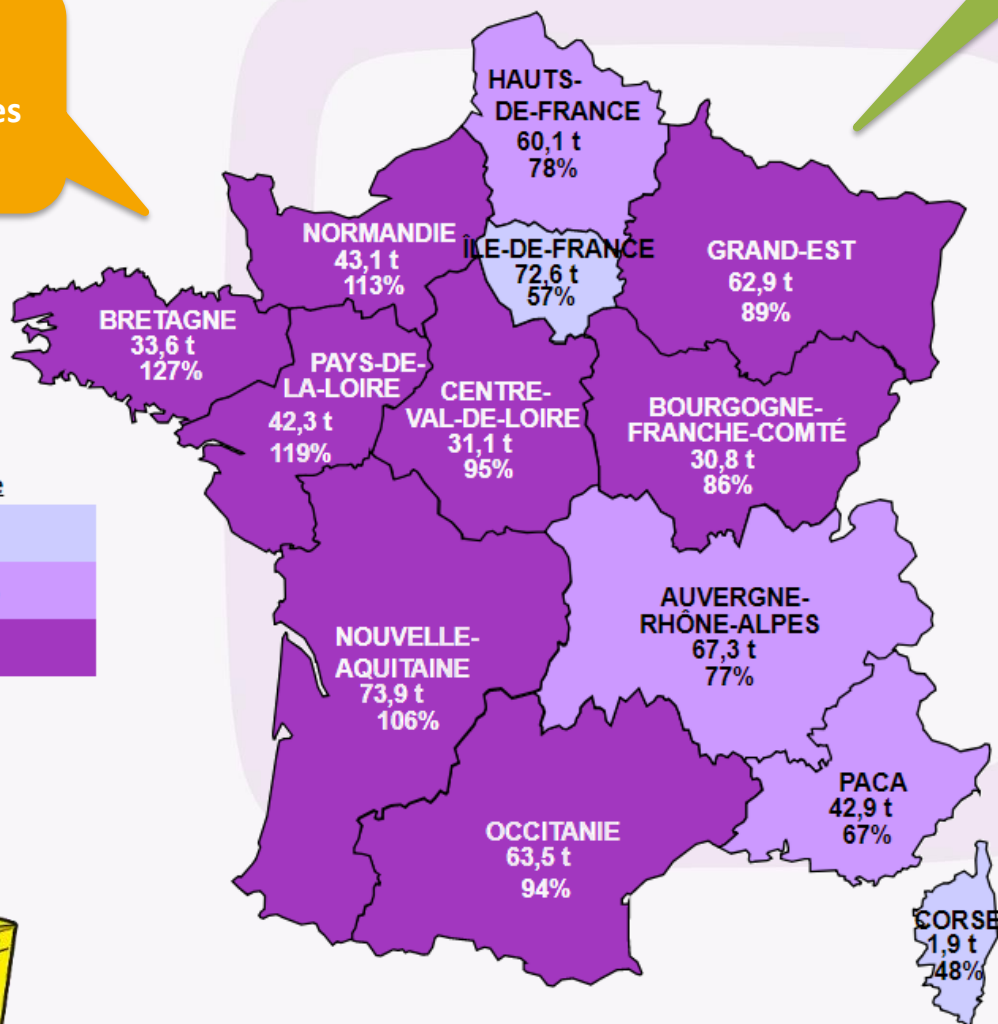 es
HAUTS-
DE-FRANCE
60,1 t
78%
NORMANDIE
43,1 t
113%
ÎLE-DE-FRANCE
72,6 t
57%
GRAND-EST
62,9 t
89%
BRETAGNE
33,6 t
127%
PAYS-DE-
LA-LOIRE
42,3 t
119%
CENTRE-
VAL-DE-LOIRE
31,1 t
95%
BOURGOGNE-
FRANCHE-COMTÉ
30,8 t
86%
e
AUVERGNE-
RHÔNE-ALPES
67,3 t
77%
NOUVELLE-
AQUITAINE
73,9 t
106%
PACA
42,9 t
67%
OCCITANIE
63,5 t
94%
CORSE
1,9 t
48%